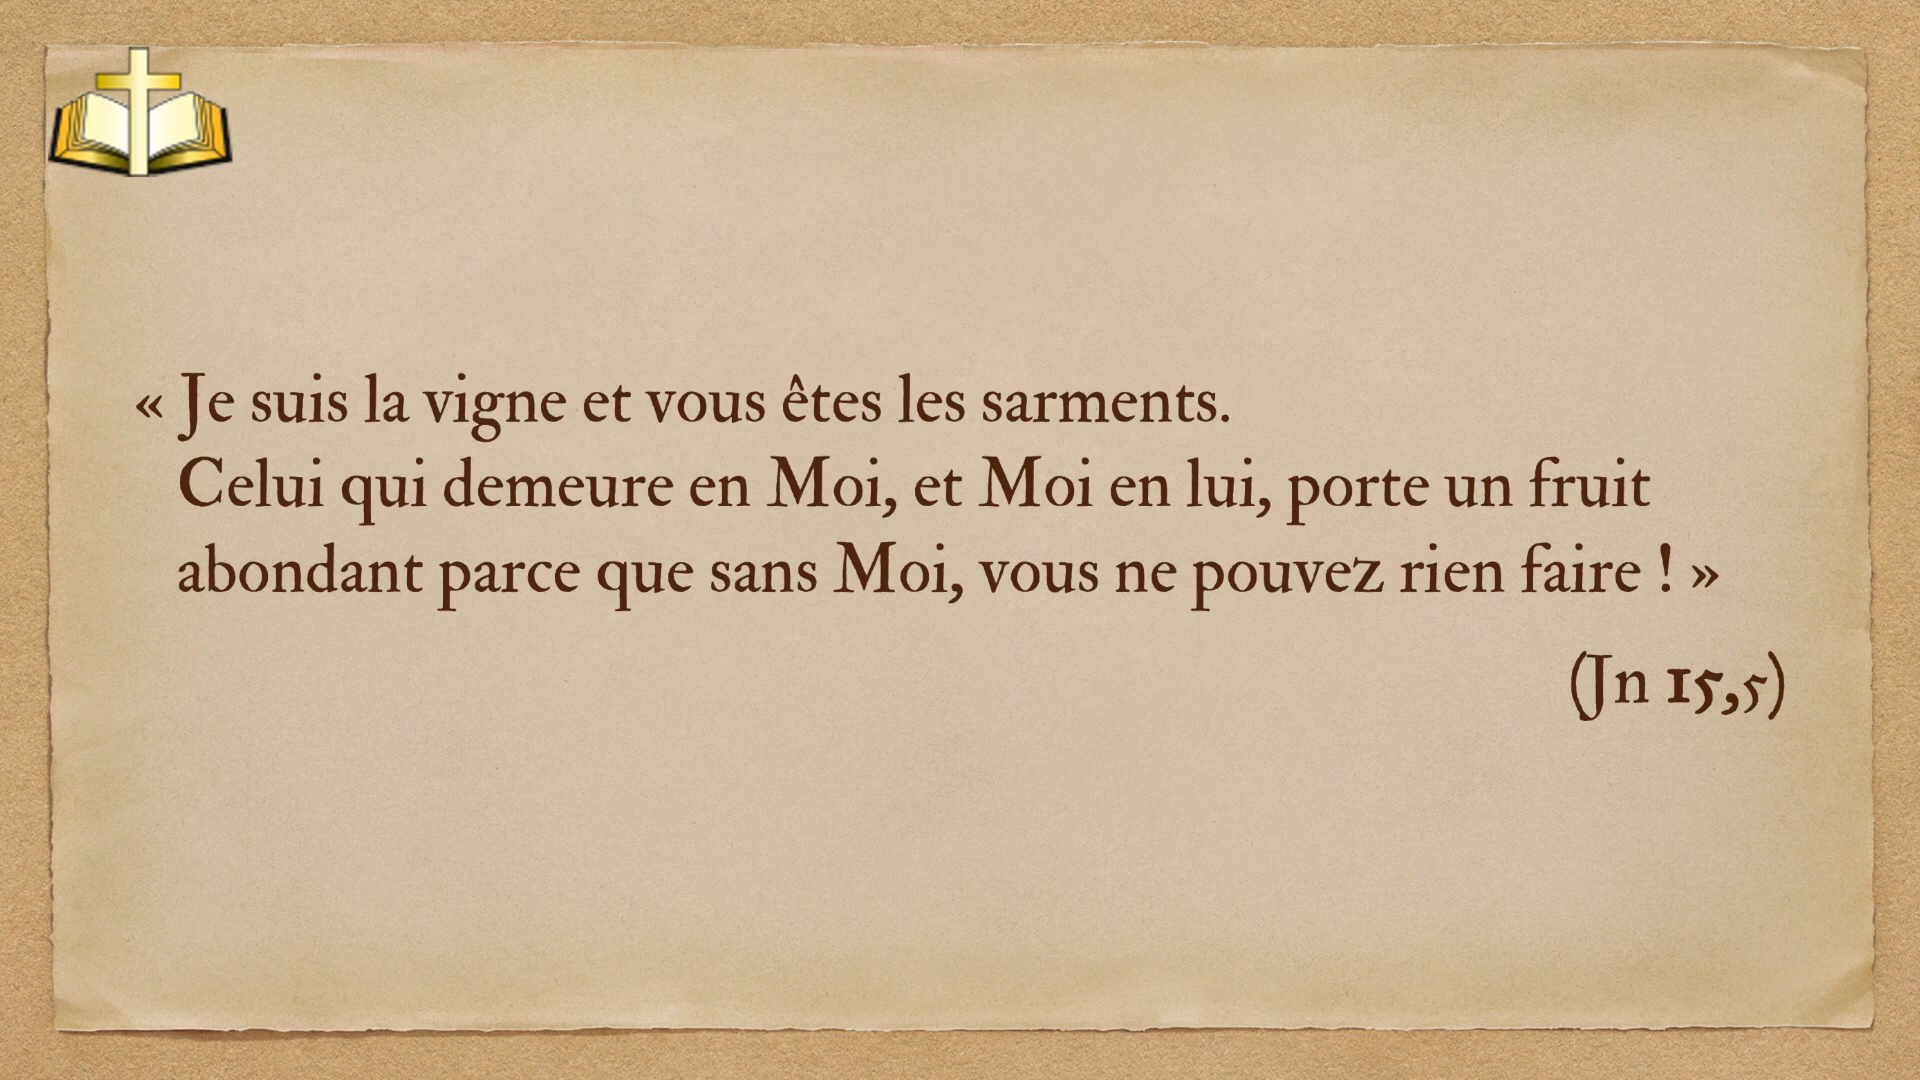 « Je suis la vigne et vous êtes les sarments.
Celui qui demeure en Moi, et Moi en lui, porte un fruit
abondant parce que sans Moi, vous ne pouvez rien faire ! »
(Jn 15,5)